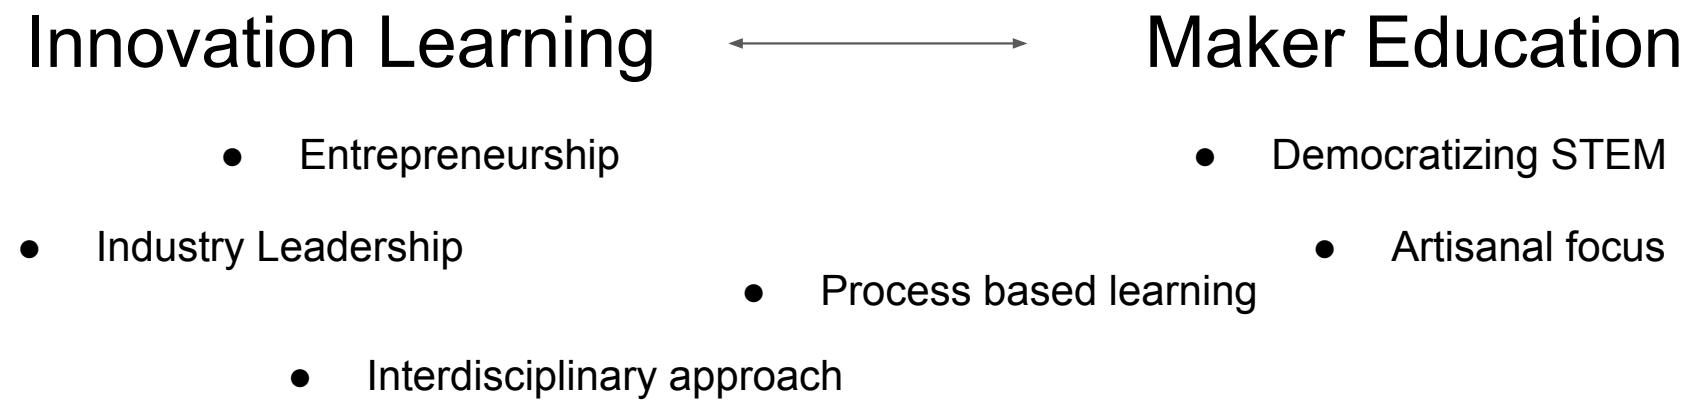 Innovation Learning
Maker Education
● Entrepreneurship
● Democratizing STEM
● Industry Leadership
● Artisanal focus
● Process based learning
● Interdisciplinary approach